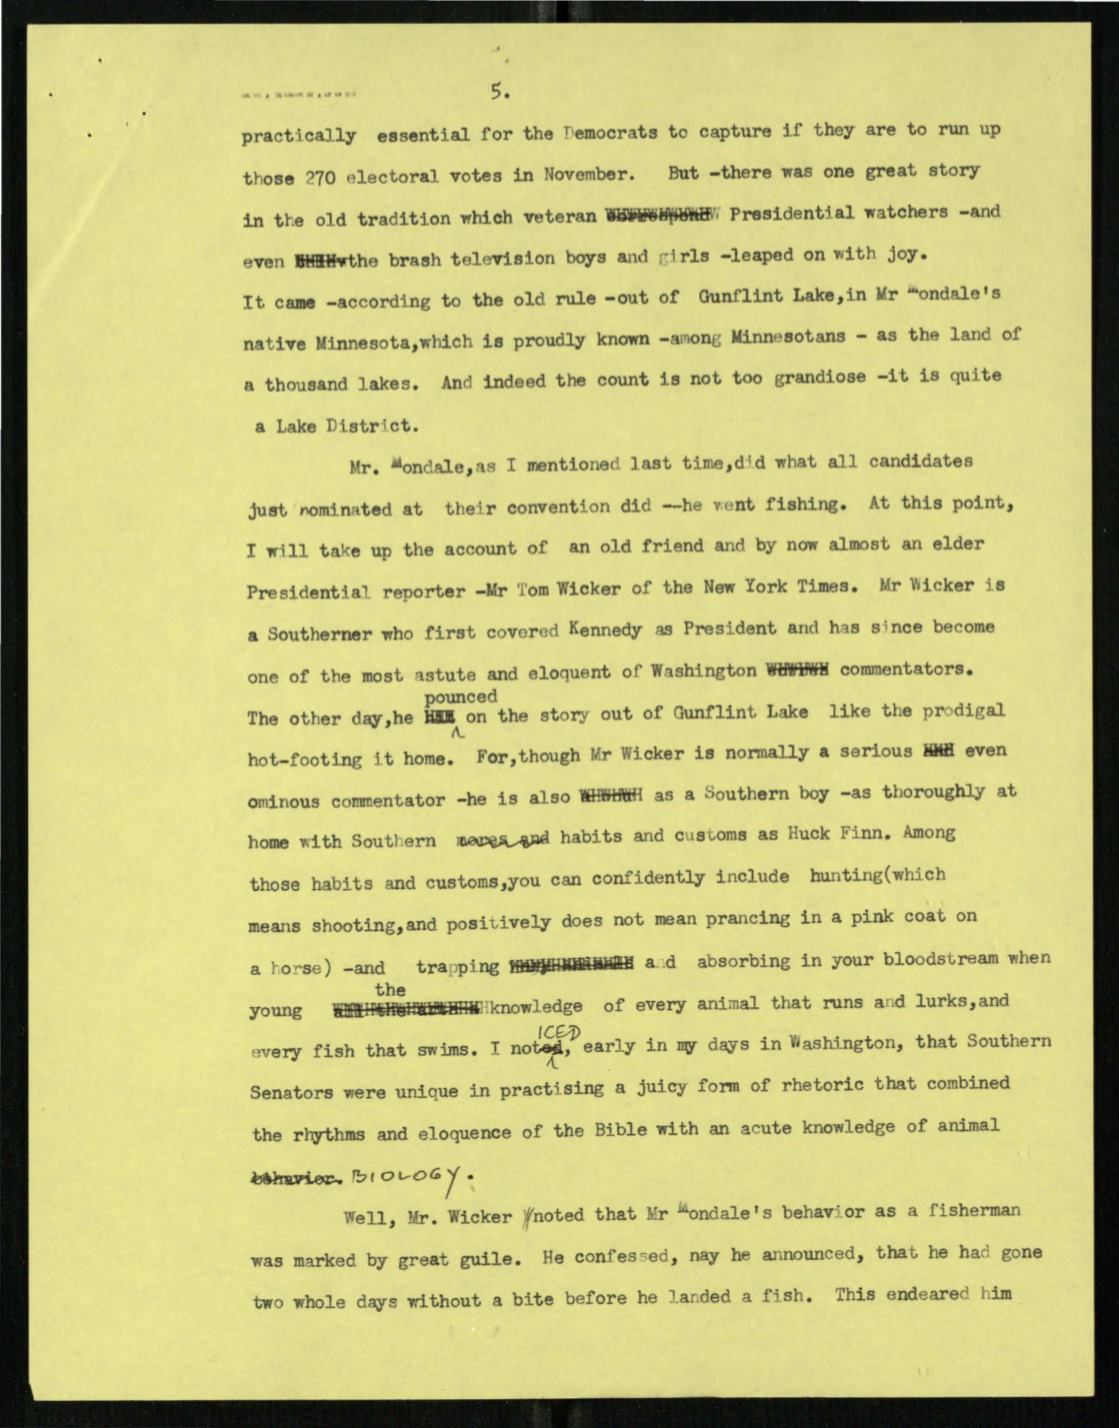 5.
practically essential for the Democrats to capture if they are to run up
those 270 electoral votes in November. But -there was one great story
in the old tradition which veteran Presidential watchers -and
even the brash television boys and girls -leaped on with joy.
It came -according to the old rule -out of Gunflint Lake,in Mr Mondale's
native Minnesota,which is proudly known -among Minnesotans - as the land of
a thousand lakes. And indeed the count is not too grandiose -it is quite
a Lake District.
Mr. Mondale,as I mentioned last time,did what all candidates
just nominated at their convention did --he went fishing. At this point,
I will take up the account of an old friend and by now almost an elder
Presidential reporter -Mr Tom Wicker of the New York Times. Mr Wicker is
a Southerner who first covered Kennedy as President and has since become
one of the most astute and eloquent of Washington commentators.
pounced
The other day,he on the story out of Gunflint Lake like the prodigal
hot-footing it home. For,though Mr Wicker is normally a serious even
ominous commentator -he is also as a Southern boy -as thoroughly at
home with Southern mores and habits and customs as Huck Finn. Among
those habits and customs,you can confidently include hunting(which
means shooting,and positively does not mean prancing in a pink coat on
a horse) -and trapping and absorbing in your bloodstream when
the
young knowledge of every animal that runs and lurks,and
ICED
every fish that swims. I noted, early in my days in Washington, that Southern
Senators were unique in practising a juicy form of rhetoric that combined
the rhythms and eloquence of the Bible with an acute knowledge of animal
behavior. BIOLOGY.
Well, Mr. Wicker noted that Mr Mondale's behavior as a fisherman
was marked by great guile. He confessed, nay he announced, that he had gone
two whole days without a bite before he landed a fish. This endeared him